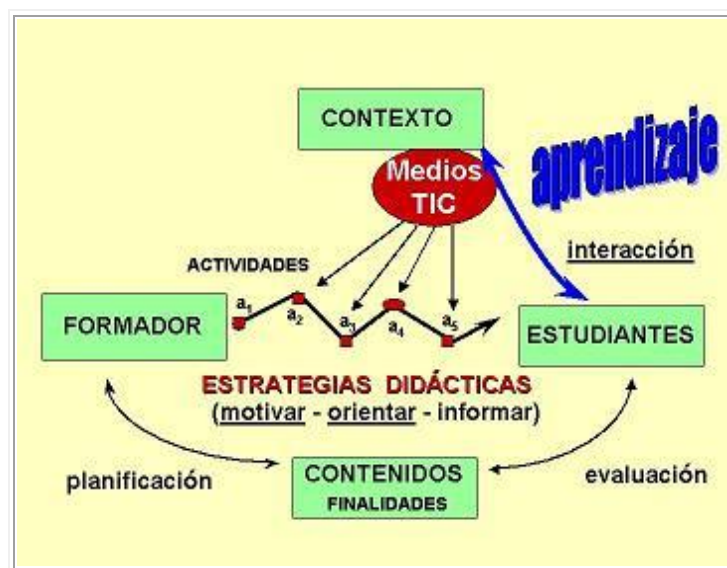 CONTEXTO
aprendizaje
Medios
TIC
interacción
ACTIVIDADES
a1
a2
a3
a4
a5
FORMADOR
ESTUDIANTES
ESTRATEGIAS DIDÁCTICAS
(motivar - orientar - informar)
planificación
CONTENIDOS
FINALIDADES
evaluación